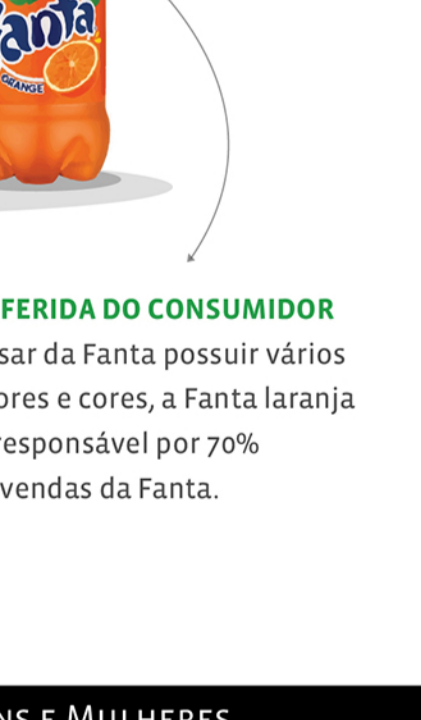 anta
ORANGE
FERIDA DO CONSUMIDOR
sar da Fanta possuir vários
ores e cores, a Fanta laranja
responsável por 70%
vendas da Fanta.
NS E MULHERES